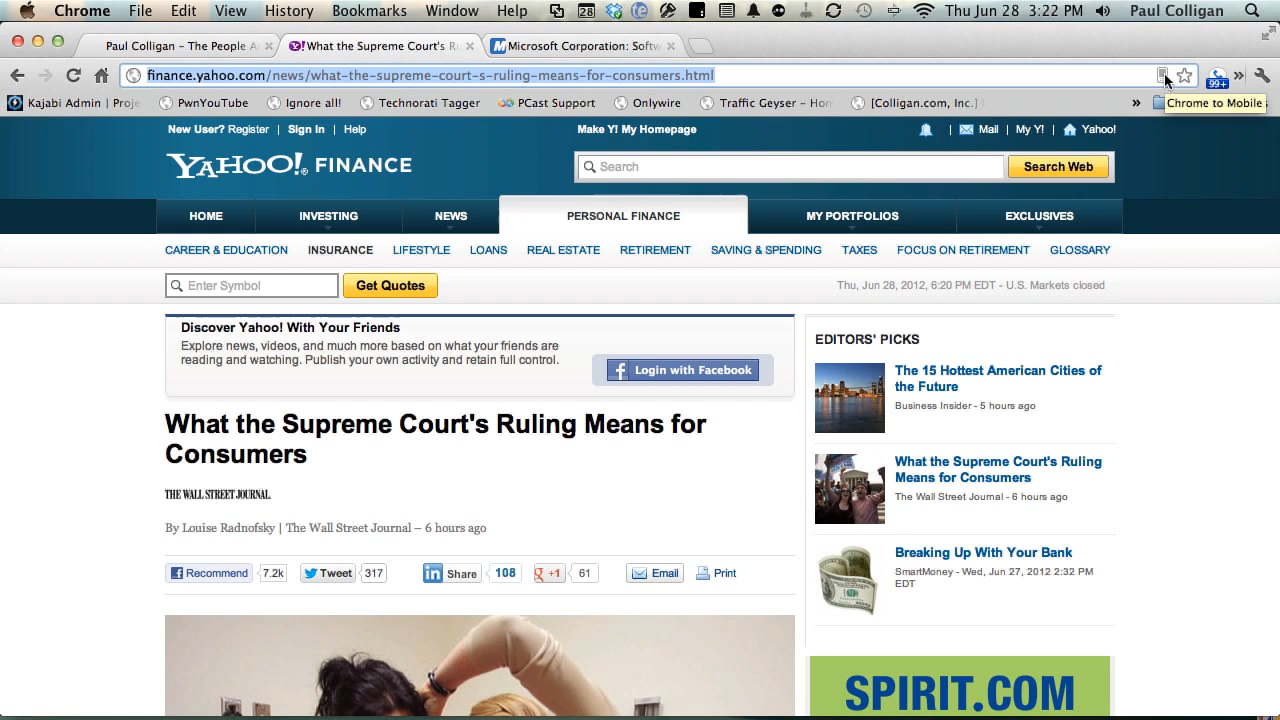 Chrome File Edit View History Bookmarks Window Help 28 Thu Jun 28 3:22 PM Paul Colligan
Paul Colligan - The People A What the Supreme Court's Ru Microsoft Corporation: Softw
finance.yahoo.com/news/what-the-supreme-court-s-ruling-means-for-consumers.html
99+
Kajabi Admin | Proje PwnYouTube Ignore all! Technorati Tagger PCast Support Onlywire Traffic Geyser - Hom [Colligan.com, Inc.] » Chrome to Mobile
New User? Register | Sign In | Help Make Y! My Homepage | Mail | My Y! | Yahoo!
YAHOO! FINANCE Search Search Web
HOME INVESTING NEWS PERSONAL FINANCE MY PORTFOLIOS EXCLUSIVES
CAREER & EDUCATION INSURANCE LIFESTYLE LOANS REAL ESTATE RETIREMENT SAVING & SPENDING TAXES FOCUS ON RETIREMENT GLOSSARY
Enter Symbol Get Quotes Thu, Jun 28, 2012, 6:20 PM EDT - U.S. Markets closed
Discover Yahoo! With Your Friends
Explore news, videos, and much more based on what your friends are
reading and watching. Publish your own activity and retain full control.
Login with Facebook
What the Supreme Court's Ruling Means for
Consumers
THE WALL STREET JOURNAL.
By Louise Radnofsky | The Wall Street Journal – 6 hours ago
Recommend 7.2k Tweet 317 in Share 108 g +1 61 Email Print
EDITORS' PICKS
The 15 Hottest American Cities of
the Future
Business Insider - 5 hours ago
What the Supreme Court's Ruling
Means for Consumers
The Wall Street Journal - 6 hours ago
Breaking Up With Your Bank
SmartMoney - Wed, Jun 27, 2012 2:32 PM
EDT
SPIRIT.COM